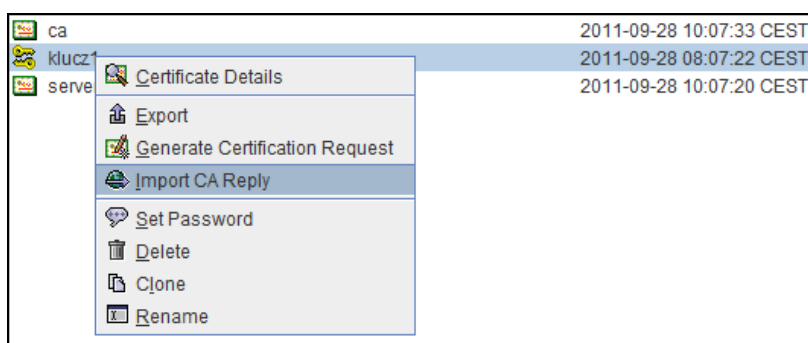 ca 2011-09-28 10:07:33 CEST
klucz1 2011-09-28 08:07:22 CEST
2011-09-28 10:07:20 CEST
Certificate Details
Export
Generate Certification Request
Import CA Reply
Set Password
Delete
Clone
Rename